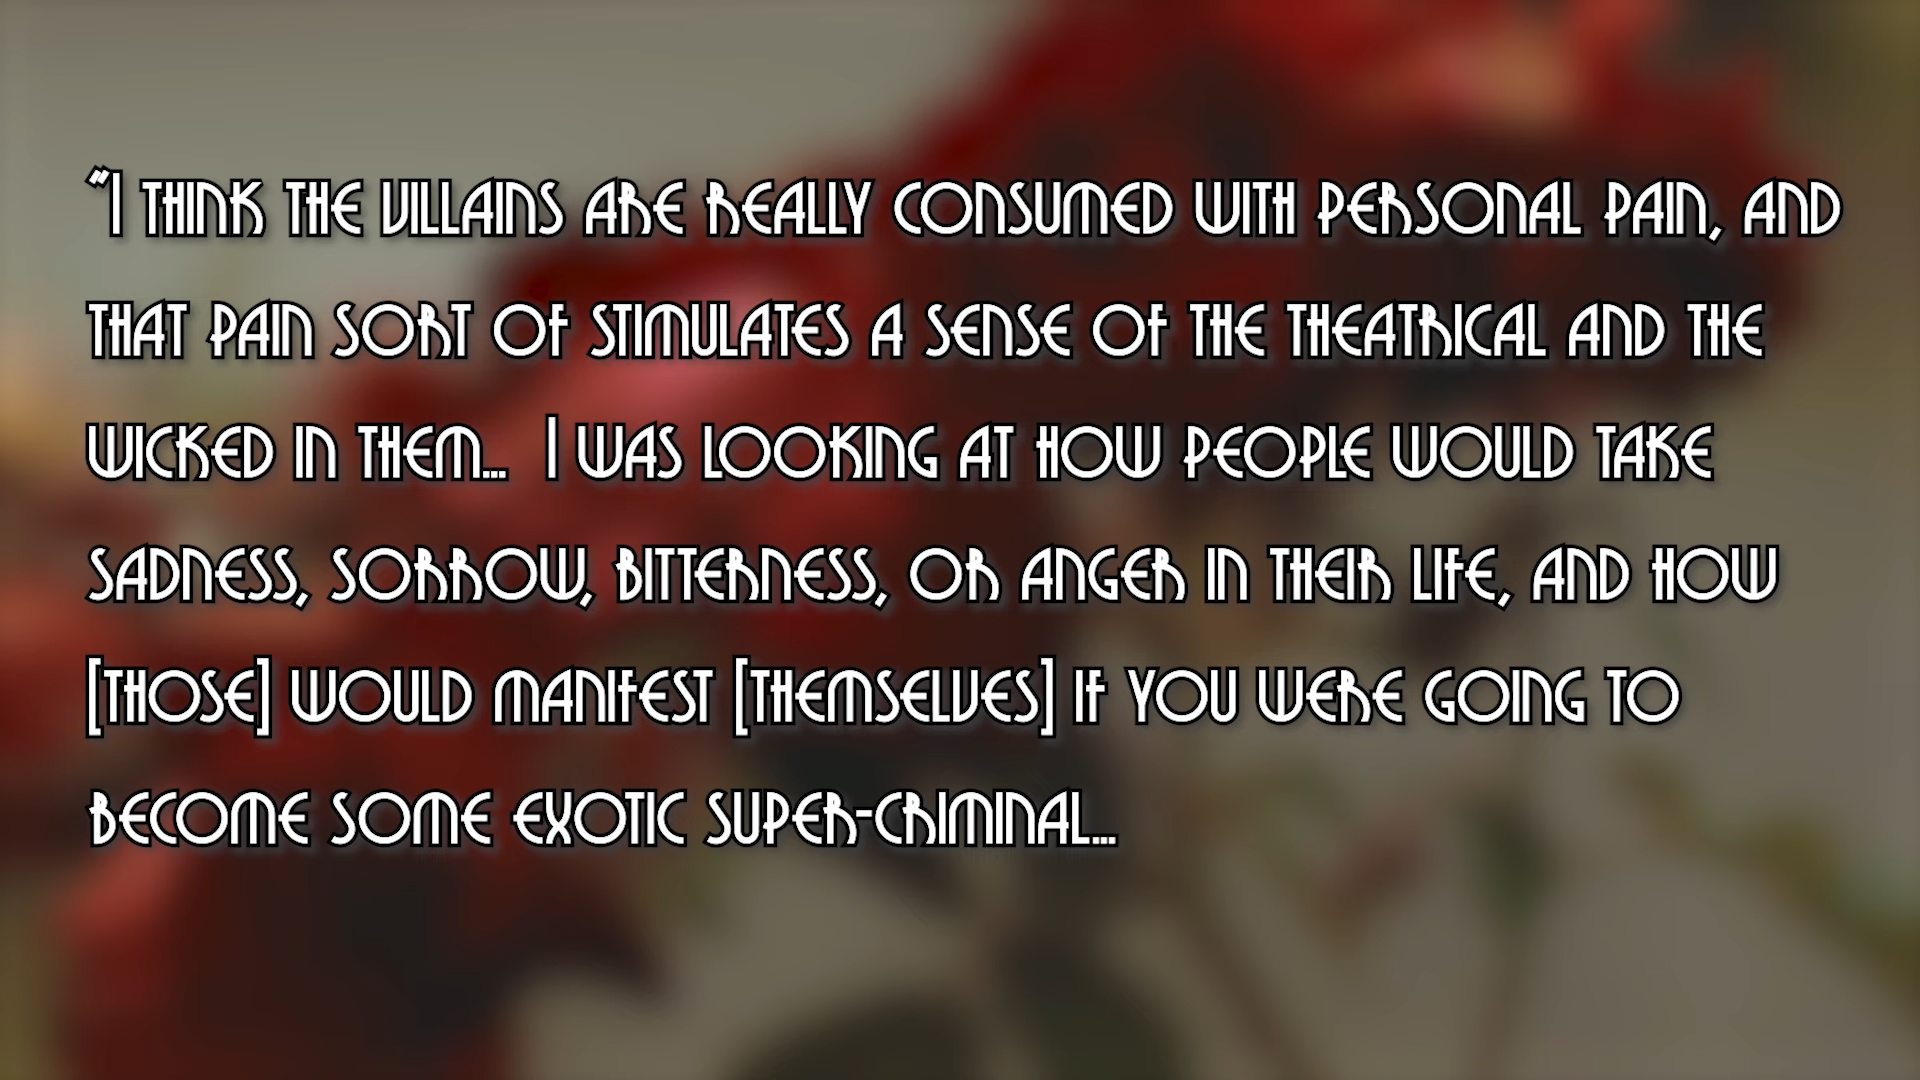 "I THINK THE VILLAINS ARE REALLY CONSUMED WITH PERSONAL PAIN, AND
THAT PAIN SORT OF STIMULATES A SENSE OF THE THEATRICAL AND THE
WICKED IN THEM... I WAS LOOKING AT HOW PEOPLE WOULD TAKE
SADNESS, SORROW, BITTERNESS, OR ANGER IN THEIR LIFE, AND HOW
[THOSE] WOULD MANIFEST [THEMSELVES] IF YOU WERE GOING TO
BECOME SOME EXOTIC SUPER-CRIMINAL...